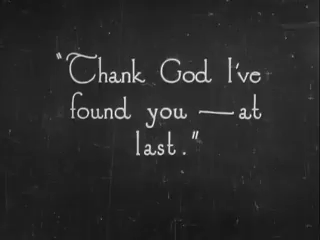 "Thank God I've
found you — at
last."